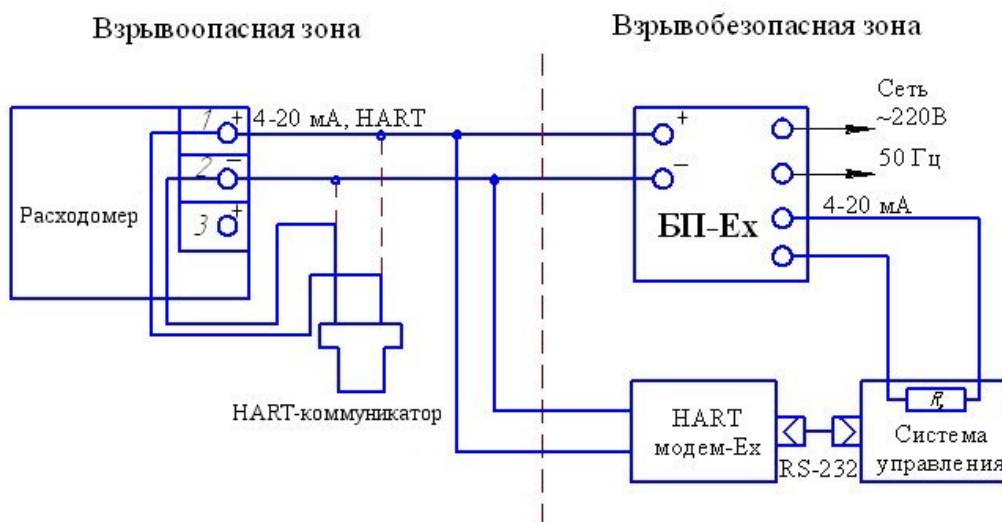 Взрывоопасная зона
Взрывобезопасная зона
1 +
4-20 мА, HART
2 −
3 +
Расходомер
HART-коммуникатор
+
−
БП-Ex
Сеть
~220В
50 Гц
4-20 мА
HART
модем-Ex
RS-232
Система
управления